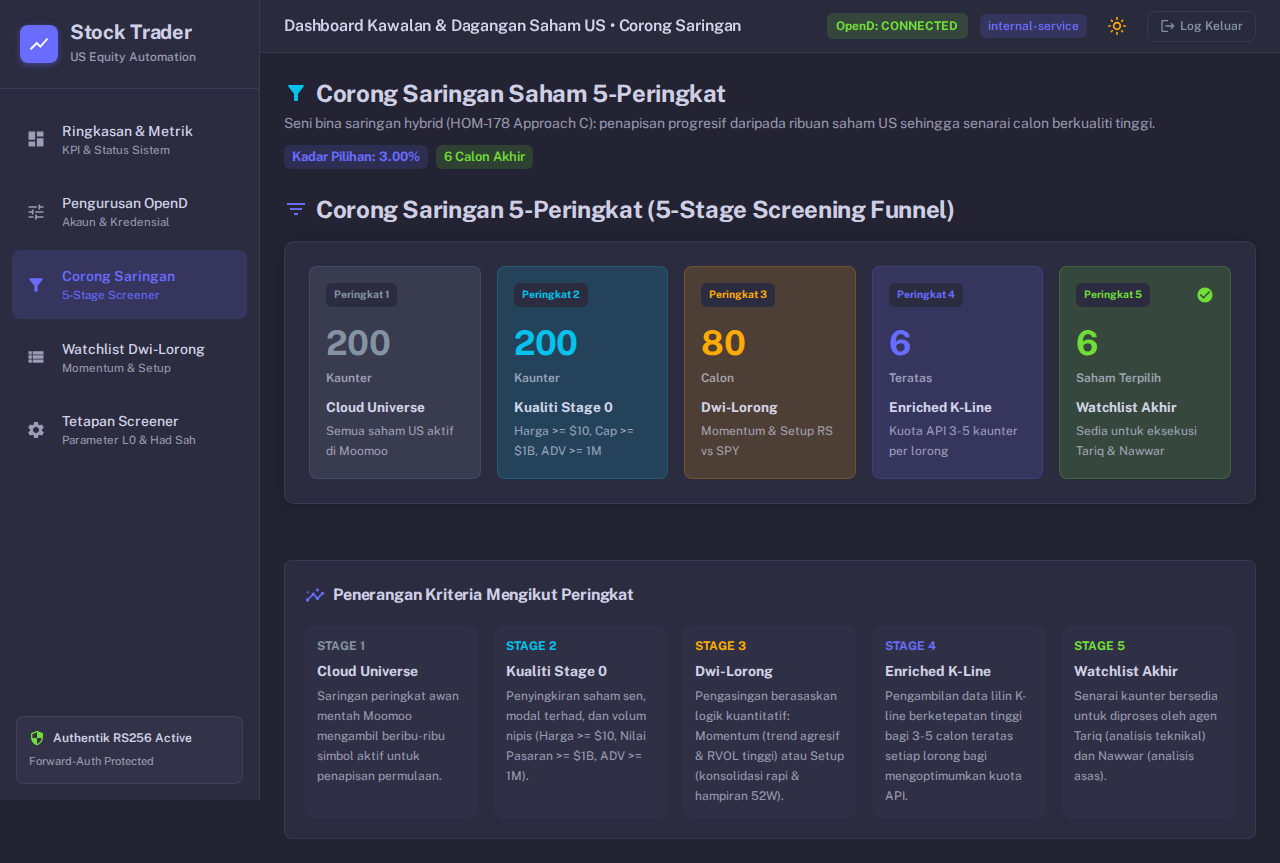 Stock Trader
US Equity Automation
Dashboard Kawalan & Dagangan Saham US • Corong Saringan
OpenD: CONNECTED
internal-service
Log Keluar
Ringkasan & Metrik
KPI & Status Sistem
Pengurusan OpenD
Akaun & Kredensial
Corong Saringan
5-Stage Screener
Watchlist Dwi-Lorong
Momentum & Setup
Tetapan Screener
Parameter L0 & Had Sah
Authentik RS256 Active
Forward-Auth Protected
Corong Saringan Saham 5-Peringkat
Seni bina saringan hybrid (HOM-178 Approach C): penapisan progresif daripada ribuan saham US sehingga senarai calon berkualiti tinggi.
Kadar Pilihan: 3.00%
6 Calon Akhir
Corong Saringan 5-Peringkat (5-Stage Screening Funnel)
Peringkat 1
200
Kaunter
Cloud Universe
Semua saham US aktif
di Moomoo
Peringkat 2
200
Kaunter
Kualiti Stage 0
Harga >= $10, Cap >=
$1B, ADV >= 1M
Peringkat 3
80
Calon
Dwi-Lorong
Momentum & Setup RS
vs SPY
Peringkat 4
6
Teratas
Enriched K-Line
Kuota API 3-5 kaunter
per lorong
Peringkat 5
6
Saham Terpilih
Watchlist Akhir
Sedia untuk eksekusi
Tariq & Nawwar
Penerangan Kriteria Mengikut Peringkat
STAGE 1
Cloud Universe
Saringan peringkat awan
mentah Moomoo
mengambil beribu-ribu
simbol aktif untuk
penapisan permulaan.
STAGE 2
Kualiti Stage 0
Penyingkiran saham sen,
modal terhad, dan volum
nipis (Harga >= $10, Nilai
Pasaran >= $1B, ADV >=
1M).
STAGE 3
Dwi-Lorong
Pengasingan berasaskan
logik kuantitatif:
Momentum (trend agresif
& RVOL tinggi) atau Setup
(konsolidasi rapi &
hampiran 52W).
STAGE 4
Enriched K-Line
Pengambilan data lilin K-
line berketepatan tinggi
bagi 3-5 calon teratas
setiap lorong bagi
mengoptimumkan kuota
API.
STAGE 5
Watchlist Akhir
Senarai kaunter bersedia
untuk diproses oleh agen
Tariq (analisis teknikal)
dan Nawwar (analisis
asas).